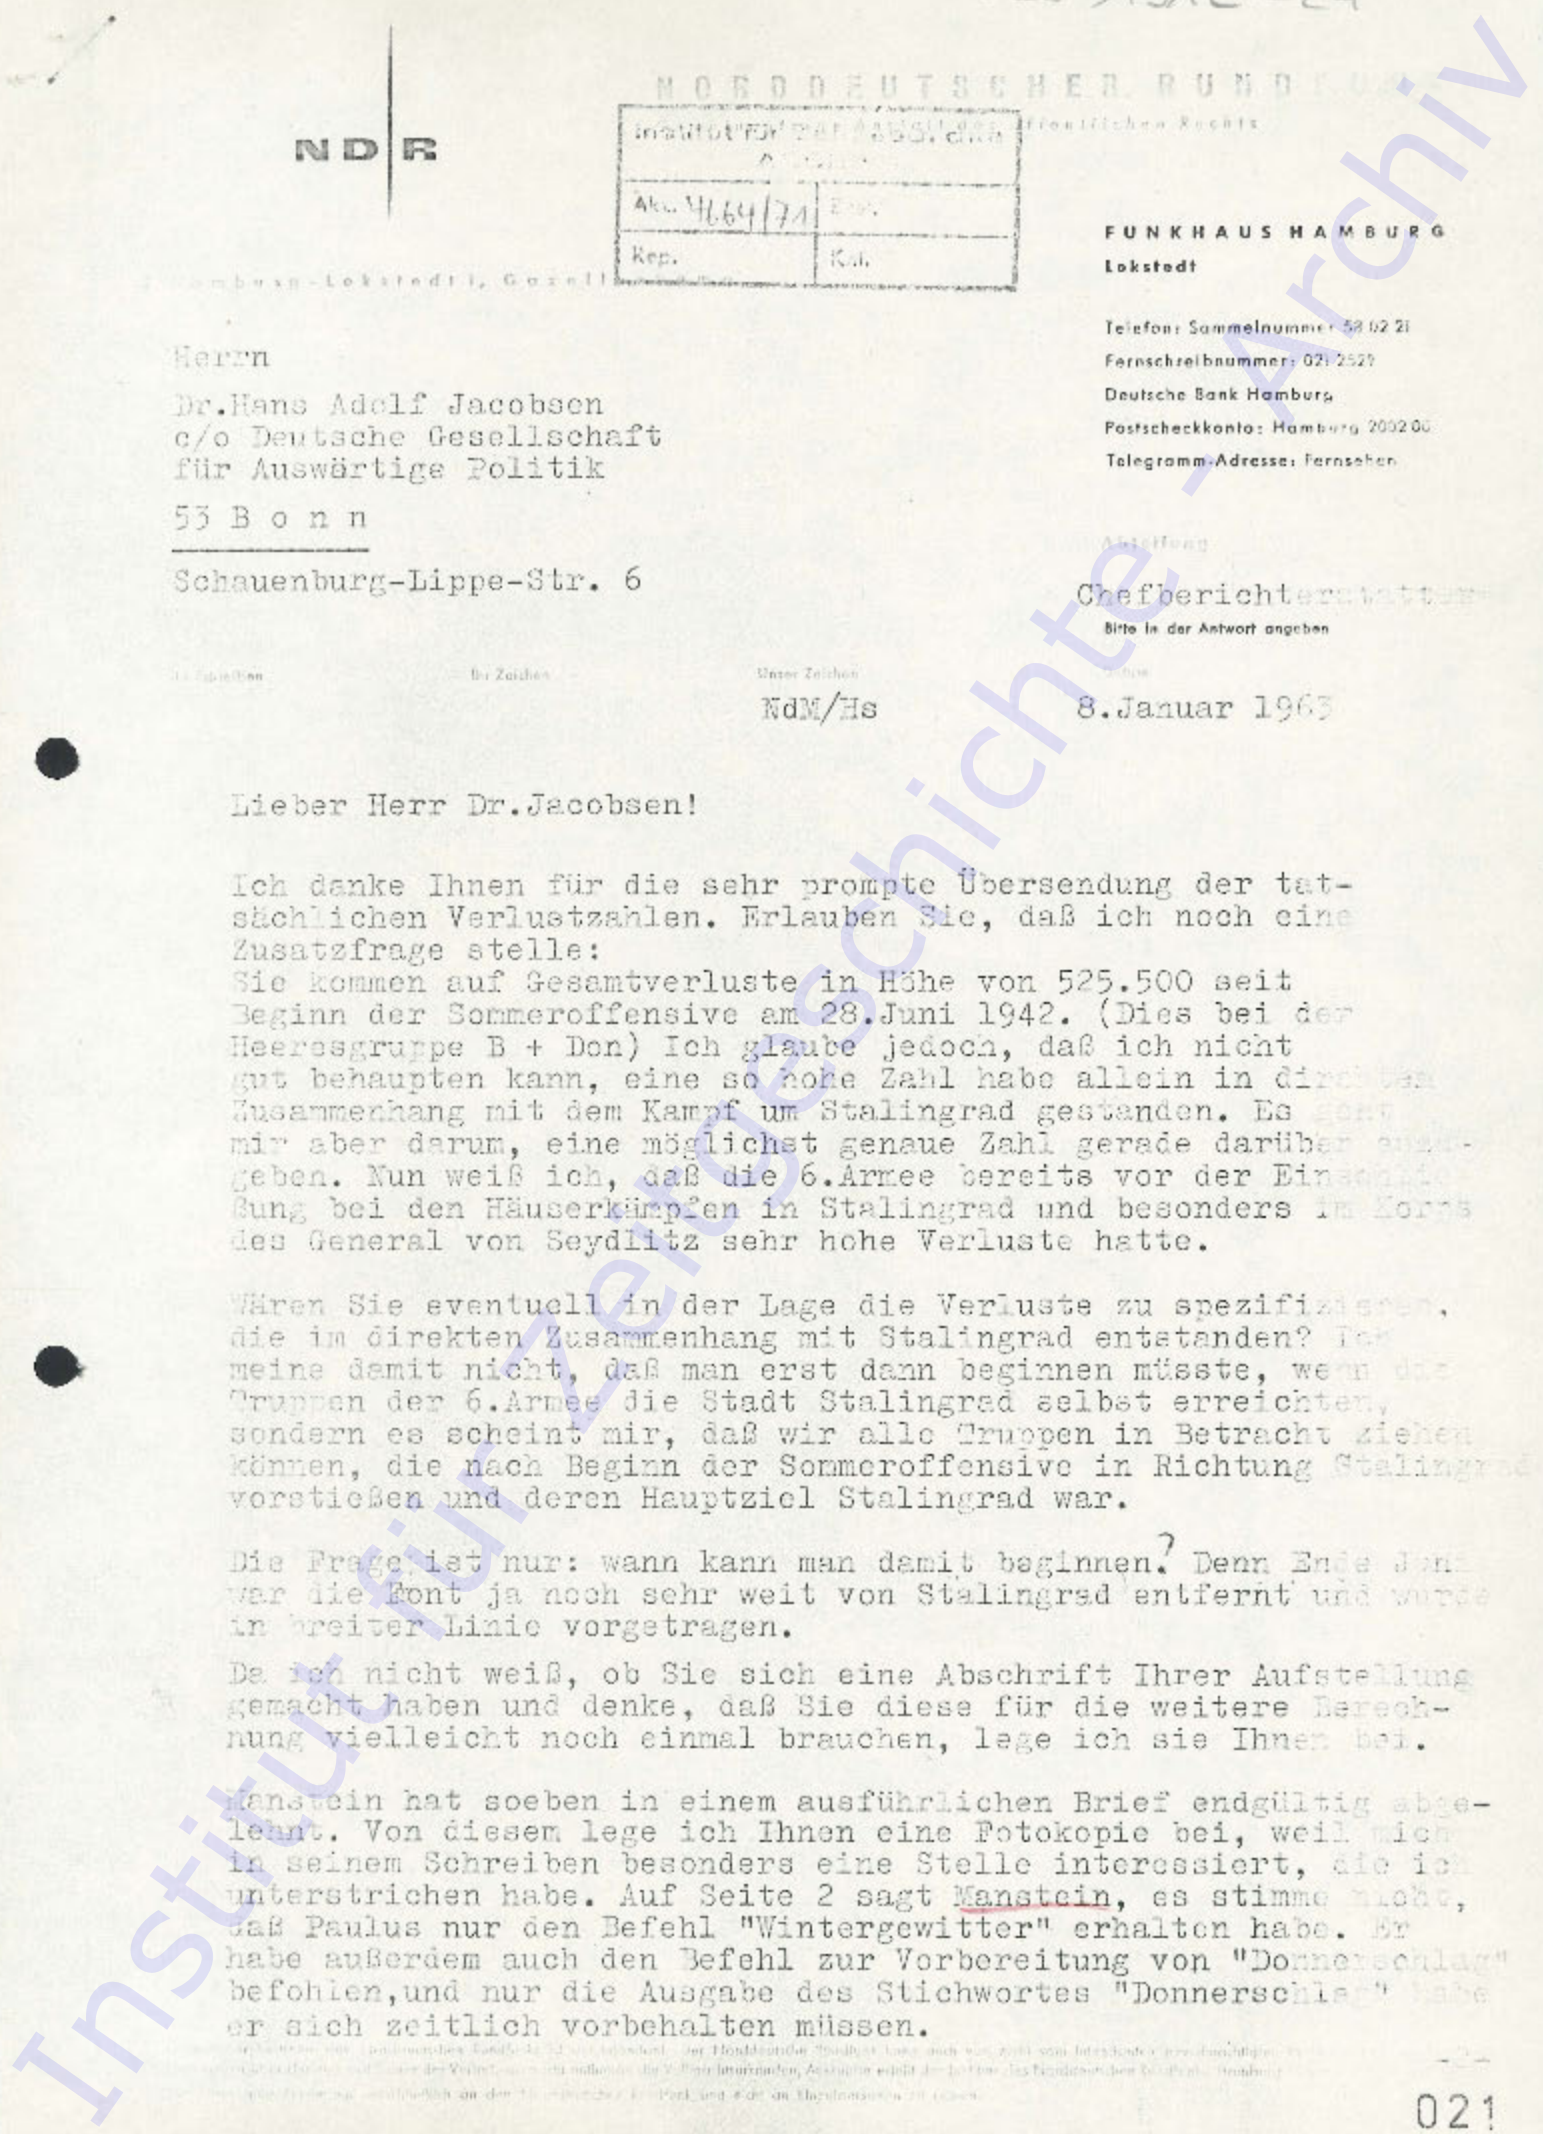 NORDDEUTSCHER RUND
öffentlichen Rechts
NDR
Akz. 4664/71
Rep.
FUNKHAUS HAMBURG
Lokstedt
Telefon: Sammelnummer 58 02 21
Fernschreibnummer: 021 2529
Deutsche Bank Hamburg
Postscheckkonto: Hamburg
Telegramm-Adresse: Fernsehen
Herrn
Dr.Hans Adolf Jacobsen
c/o Deutsche Gesellschaft
für Auswärtige Politik
53 B o n n
Schauenburg-Lippe-Str. 6
Abteilung
Chefberichterstatter
Bitte in der Antwort angeben
Ihr Zeichen
Unser Zeichen
NdM/Hs
8.Januar 1963
Lieber Herr Dr.Jacobsen!
Ich danke Ihnen für die sehr prompte Übersendung der tat-
sächlichen Verlustzahlen. Erlauben Sie, daß ich noch eine
Zusatzfrage stelle:
Sie kommen auf Gesamtverluste in Höhe von 525.500 seit
Beginn der Sommeroffensive am 28.Juni 1942. (Dies bei der
Heeresgruppe B + Don) Ich glaube jedoch, daß ich nicht
gut behaupten kann, eine so hohe Zahl habe allein in direkten
Zusammenhang mit dem Kampf um Stalingrad gestanden. Es geht
mir aber darum, eine möglichst genaue Zahl gerade darüber
geben. Nun weiß ich, daß die 6.Armee bereits vor der Einschlie
ßung bei den Häuserkämpfen in Stalingrad und besonders im Korps
des General von Seydlitz sehr hohe Verluste hatte.
Wären Sie eventuell in der Lage die Verluste zu spezifizieren,
die im direkten Zusammenhang mit Stalingrad entstanden? Ich
meine damit nicht, daß man erst dann beginnen müsste, wenn die
Truppen der 6.Armee die Stadt Stalingrad selbst erreichten,
sondern es scheint mir, daß wir alle Truppen in Betracht ziehen
können, die nach Beginn der Sommeroffensive in Richtung Stalingrad
vorstießen und deren Hauptziel Stalingrad war.
Die Frage ist nur: wann kann man damit beginnen? Denn Ende Juni
war die Font ja noch sehr weit von Stalingrad entfernt und wurde
in breiter Linie vorgetragen.
Da ich nicht weiß, ob Sie sich eine Abschrift Ihrer Aufstellung
gemacht haben und denke, daß Sie diese für die weitere Berech-
nung vielleicht noch einmal brauchen, lege ich sie Ihnen bei.
Manstein hat soeben in einem ausführlichen Brief endgültig abge-
lehnt. Von diesem lege ich Ihnen eine Fotokopie bei, weil mich
in seinem Schreiben besonders eine Stelle interessiert, die ich
unterstrichen habe. Auf Seite 2 sagt Manstein, es stimme nicht,
daß Paulus nur den Befehl "Wintergewitter" erhalten habe. Er
habe außerdem auch den Befehl zur Vorbereitung von "Donnerschlag"
befohlen,und nur die Ausgabe des Stichwortes "Donnerschlag" habe
er sich zeitlich vorbehalten müssen.
-2-
021
Institut für Zeitgeschichte - Archiv